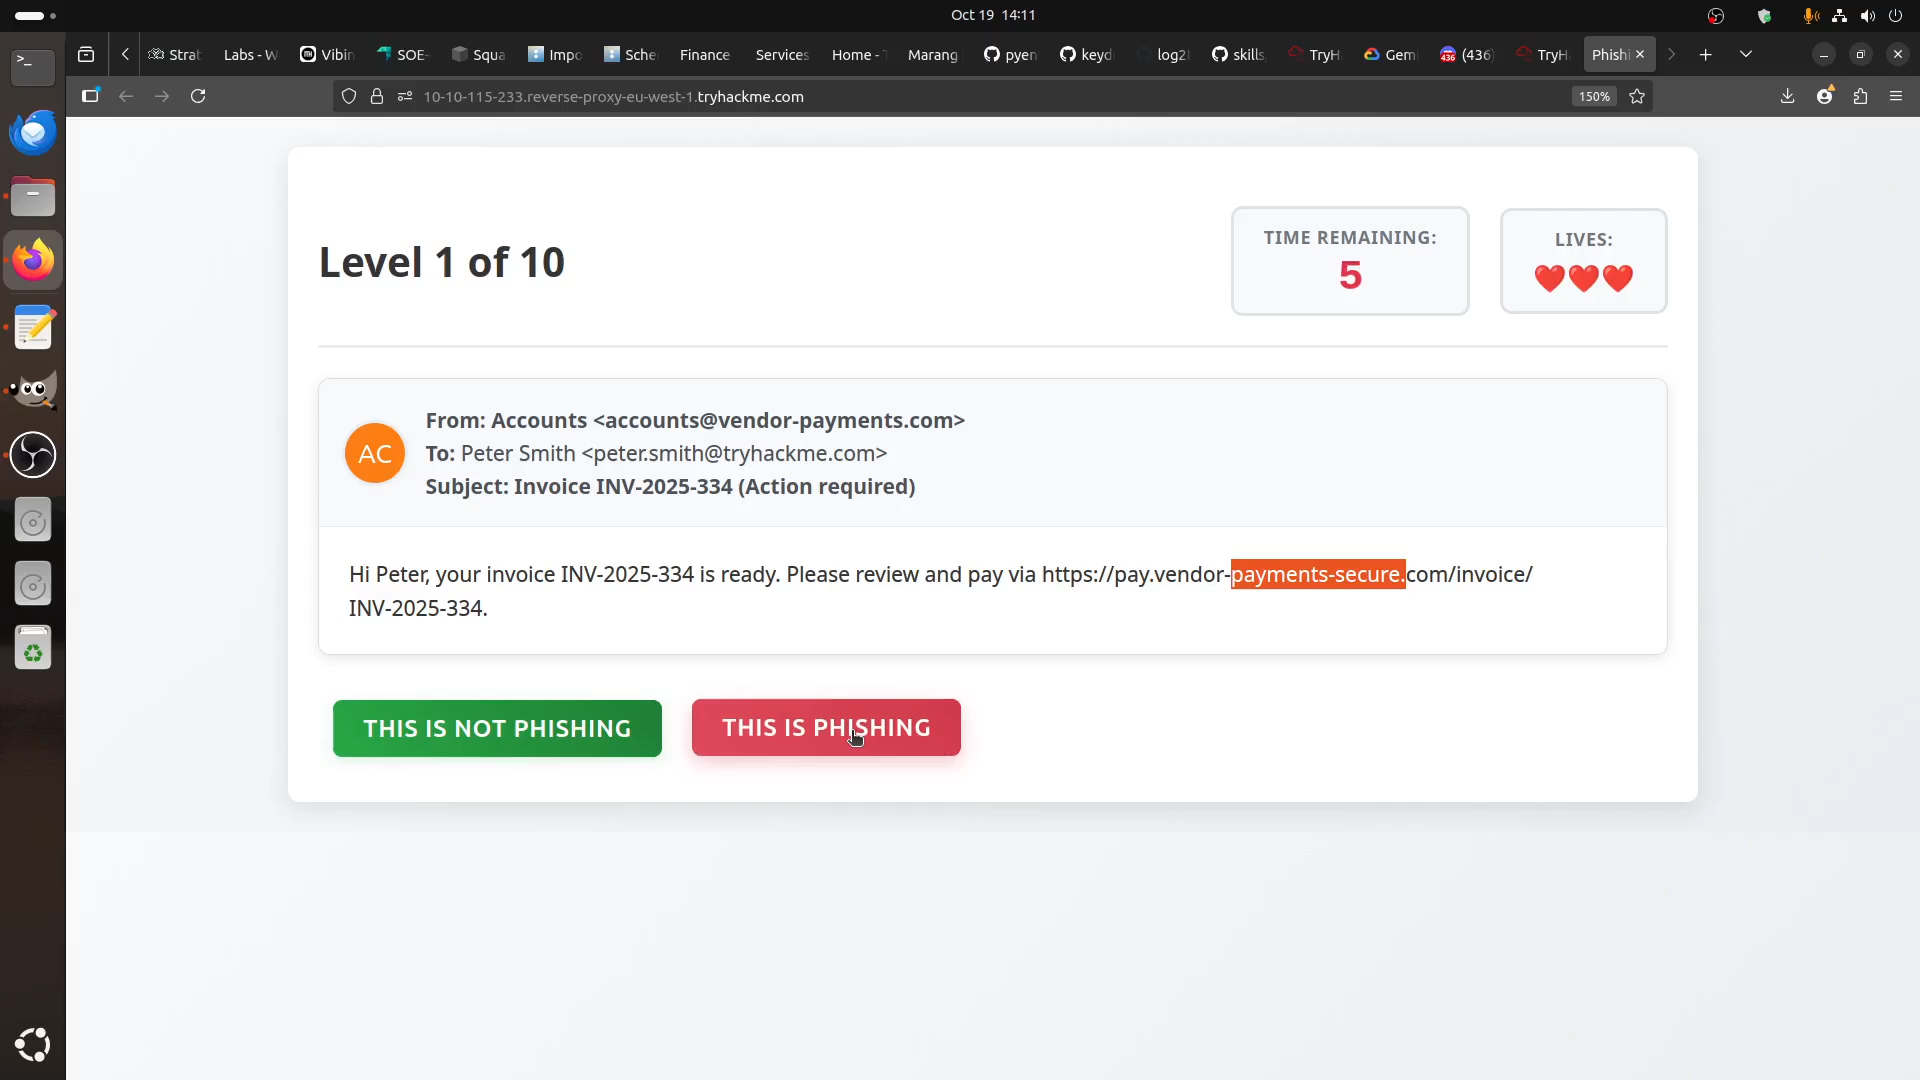 Oct 19 14:11
Strat
Labs - W
Vibin
SOE-
Squa
Impo
Sche
Finance
Services
Home - T
Marang
pyen
keyd
log2
skills
TryH
Gemi
(436)
TryH
Phishi
10-10-115-233.reverse-proxy-eu-west-1.tryhackme.com
150%
Level 1 of 10
TIME REMAINING:
5
LIVES:
AC
From: Accounts <accounts@vendor-payments.com>
To: Peter Smith <peter.smith@tryhackme.com>
Subject: Invoice INV-2025-334 (Action required)
Hi Peter, your invoice INV-2025-334 is ready. Please review and pay via https://pay.vendor-payments-secure.com/invoice/
INV-2025-334.
THIS IS NOT PHISHING
THIS IS PHISHING